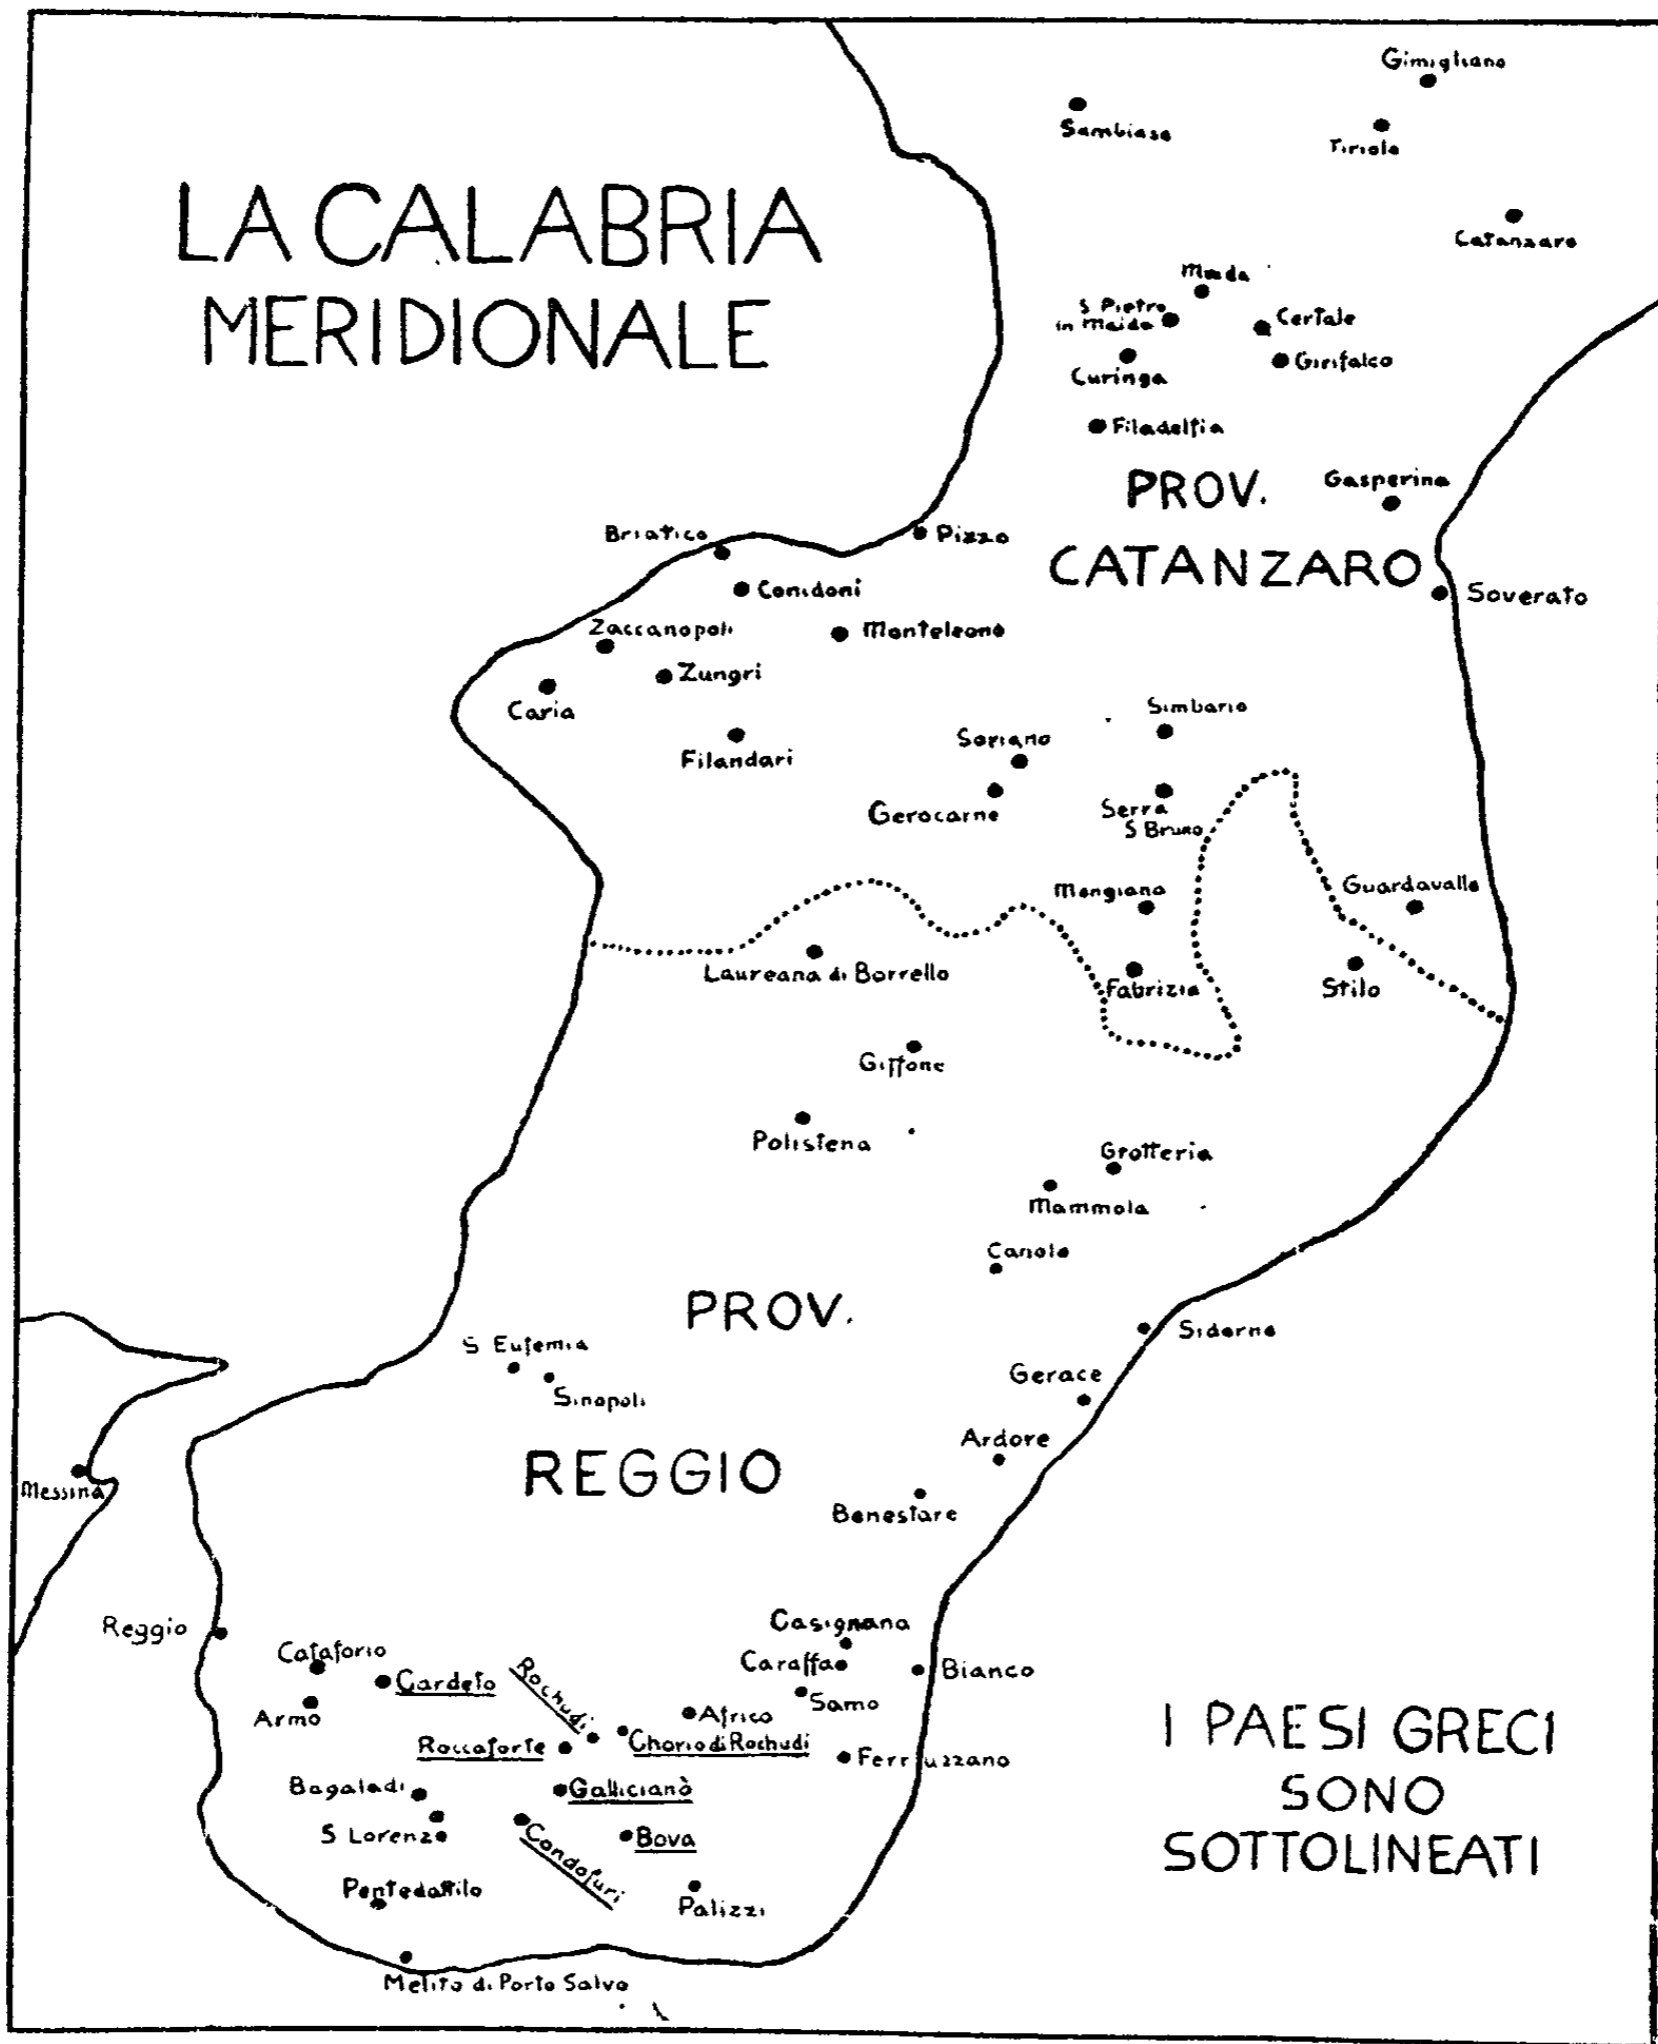 LA CALABRIA
MERIDIONALE
Gimigliano
Sambiase
Tiriolo
Catanzaro
Maida
S Pietro
in Maida
Cortale
Girifalco
Curinga
Filadelfia
PROV.
CATANZARO
Gasperina
Soverato
Pizzo
Briatico
Conidoni
Zaccanopoli
Monteleone
Zungri
Caria
Filandari
Simbario
Soriano
Gerocarne
Serra
S Bruno
Mongiana
Guardavalle
Laureana di Borrello
Fabrizia
Stilo
Giffone
Polistena
Grotteria
Mammola
Canolo
PROV.
REGGIO
Siderno
S Eufemia
Sinopoli
Gerace
Ardore
Messina
Benestare
Reggio
Casignana
Cataforio
Caraffa
Bianco
Cardeto
Rochudi
Samo
Armo
Africo
Roccaforte
Chorio di Rochudi
Ferruzzano
Bagaladi
Gallicianò
S Lorenzo
Condofuri
Bova
Pentedattilo
Palizzi
Melito di Porto Salvo
I PAESI GRECI
SONO
SOTTOLINEATI